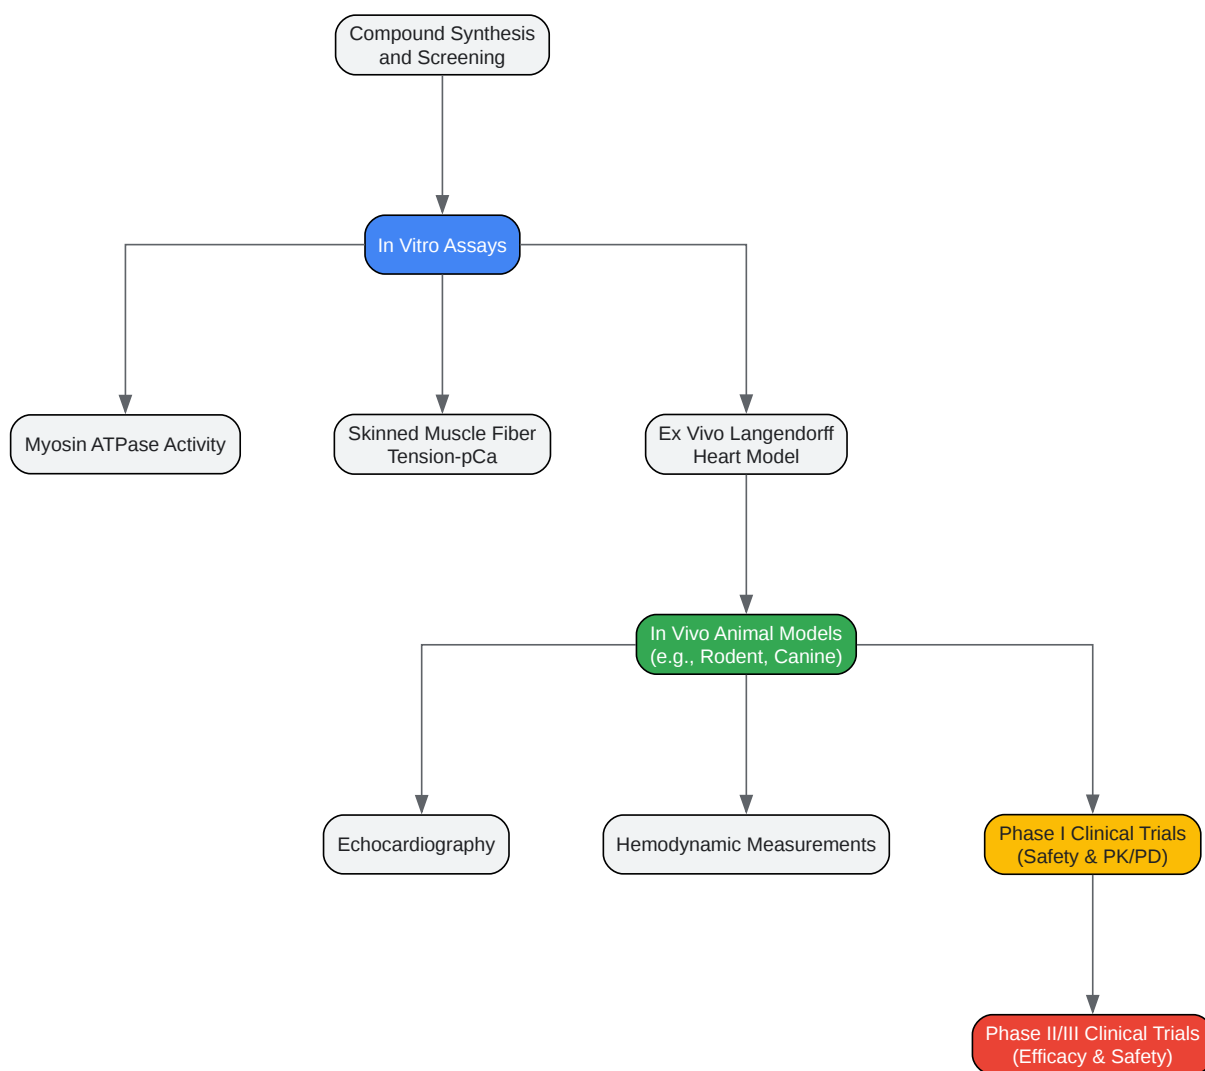 Compound Synthesis
and Screening
In Vitro Assays
Myosin ATPase Activity
Skinned Muscle Fiber
Tension-pCa
Ex Vivo Langendorff
Heart Model
In Vivo Animal Models
(e.g., Rodent, Canine)
Echocardiography
Hemodynamic Measurements
Phase I Clinical Trials
(Safety & PK/PD)
Phase II/III Clinical Trials
(Efficacy & Safety)